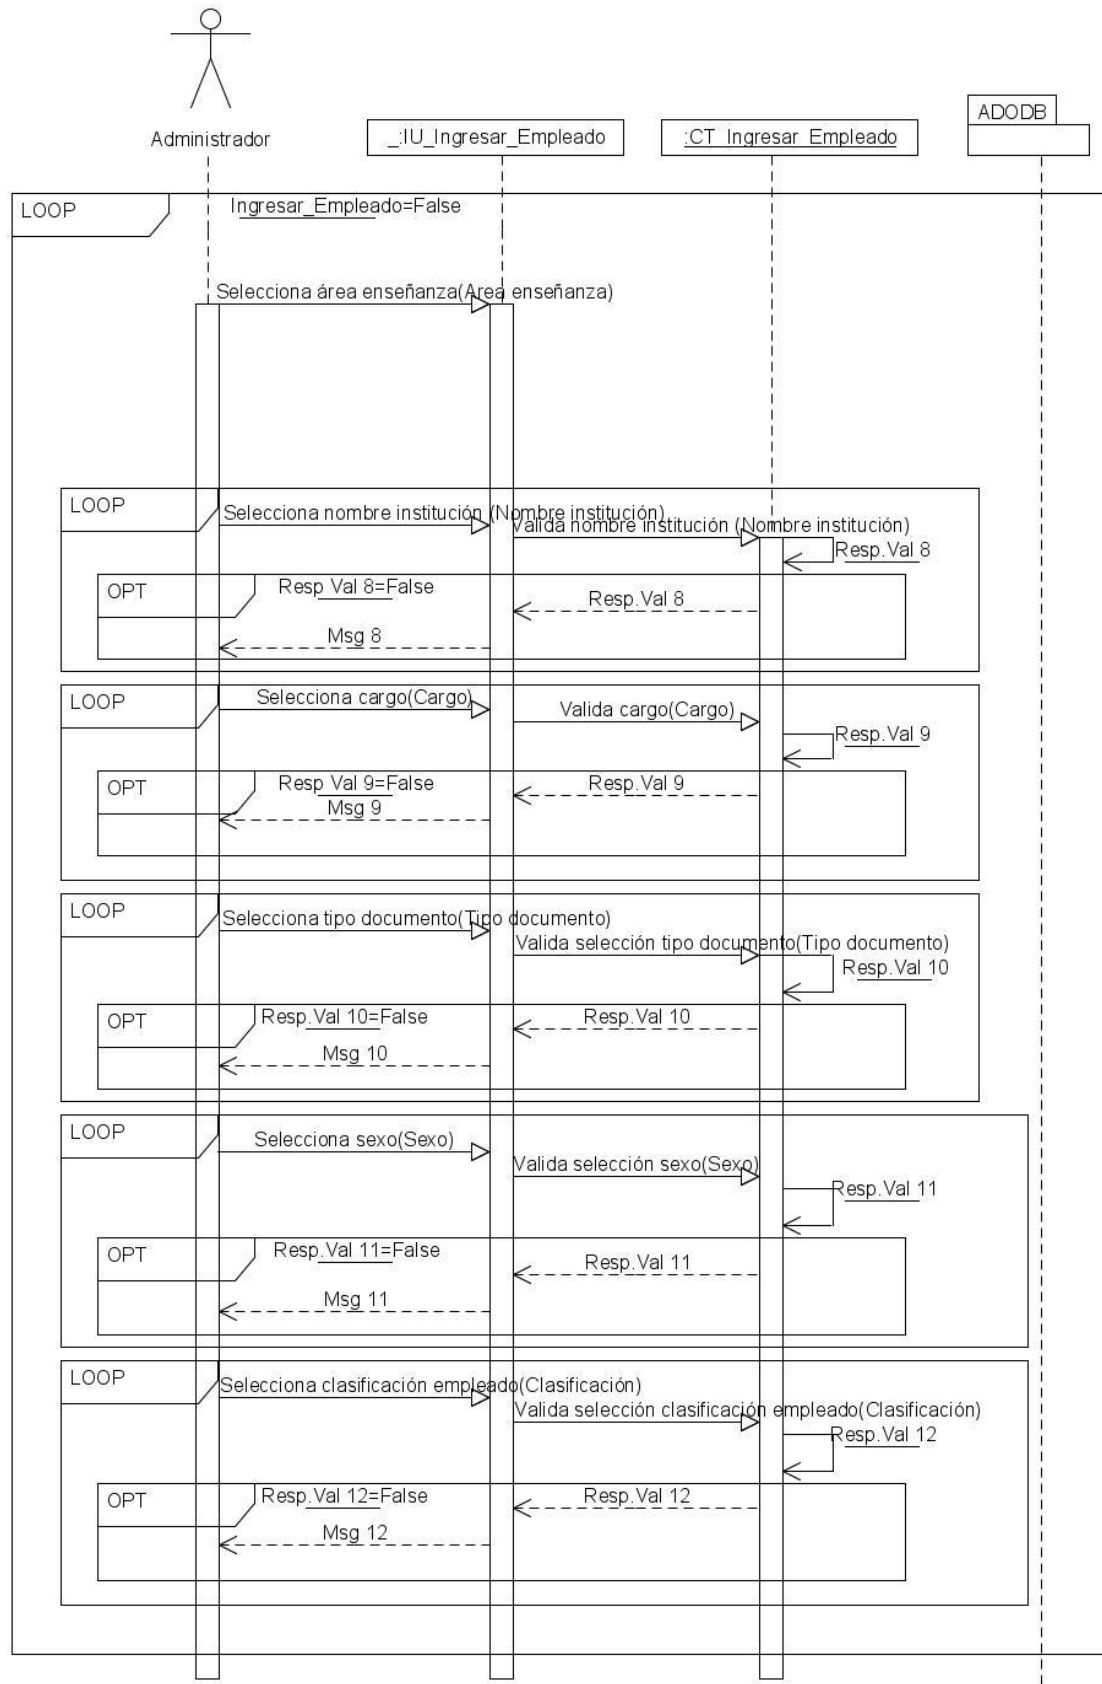 Administrador
_:IU_Ingresar_Empleado
:CT_Ingresar_Empleado
ADODB
LOOP
Ingresar_Empleado=False
Selecciona área enseñanza(Area enseñanza)
LOOP
Selecciona nombre institución (Nombre institución)
Valida nombre institución (Nombre institución)
Resp.Val 8
OPT
Resp Val 8=False
Resp.Val 8
Msg 8
LOOP
Selecciona cargo(Cargo)
Valida cargo(Cargo)
Resp.Val 9
OPT
Resp Val 9=False
Resp.Val 9
Msg 9
LOOP
Selecciona tipo documento(Tipo documento)
Valida selección tipo documento(Tipo documento)
Resp.Val 10
OPT
Resp.Val 10=False
Resp.Val 10
Msg 10
LOOP
Selecciona sexo(Sexo)
Valida selección sexo(Sexo)
Resp.Val 11
OPT
Resp.Val 11=False
Resp.Val 11
Msg 11
LOOP
Selecciona clasificación empleado(Clasificación)
Valida selección clasificación empleado(Clasificación)
Resp.Val 12
OPT
Resp.Val 12=False
Resp.Val 12
Msg 12